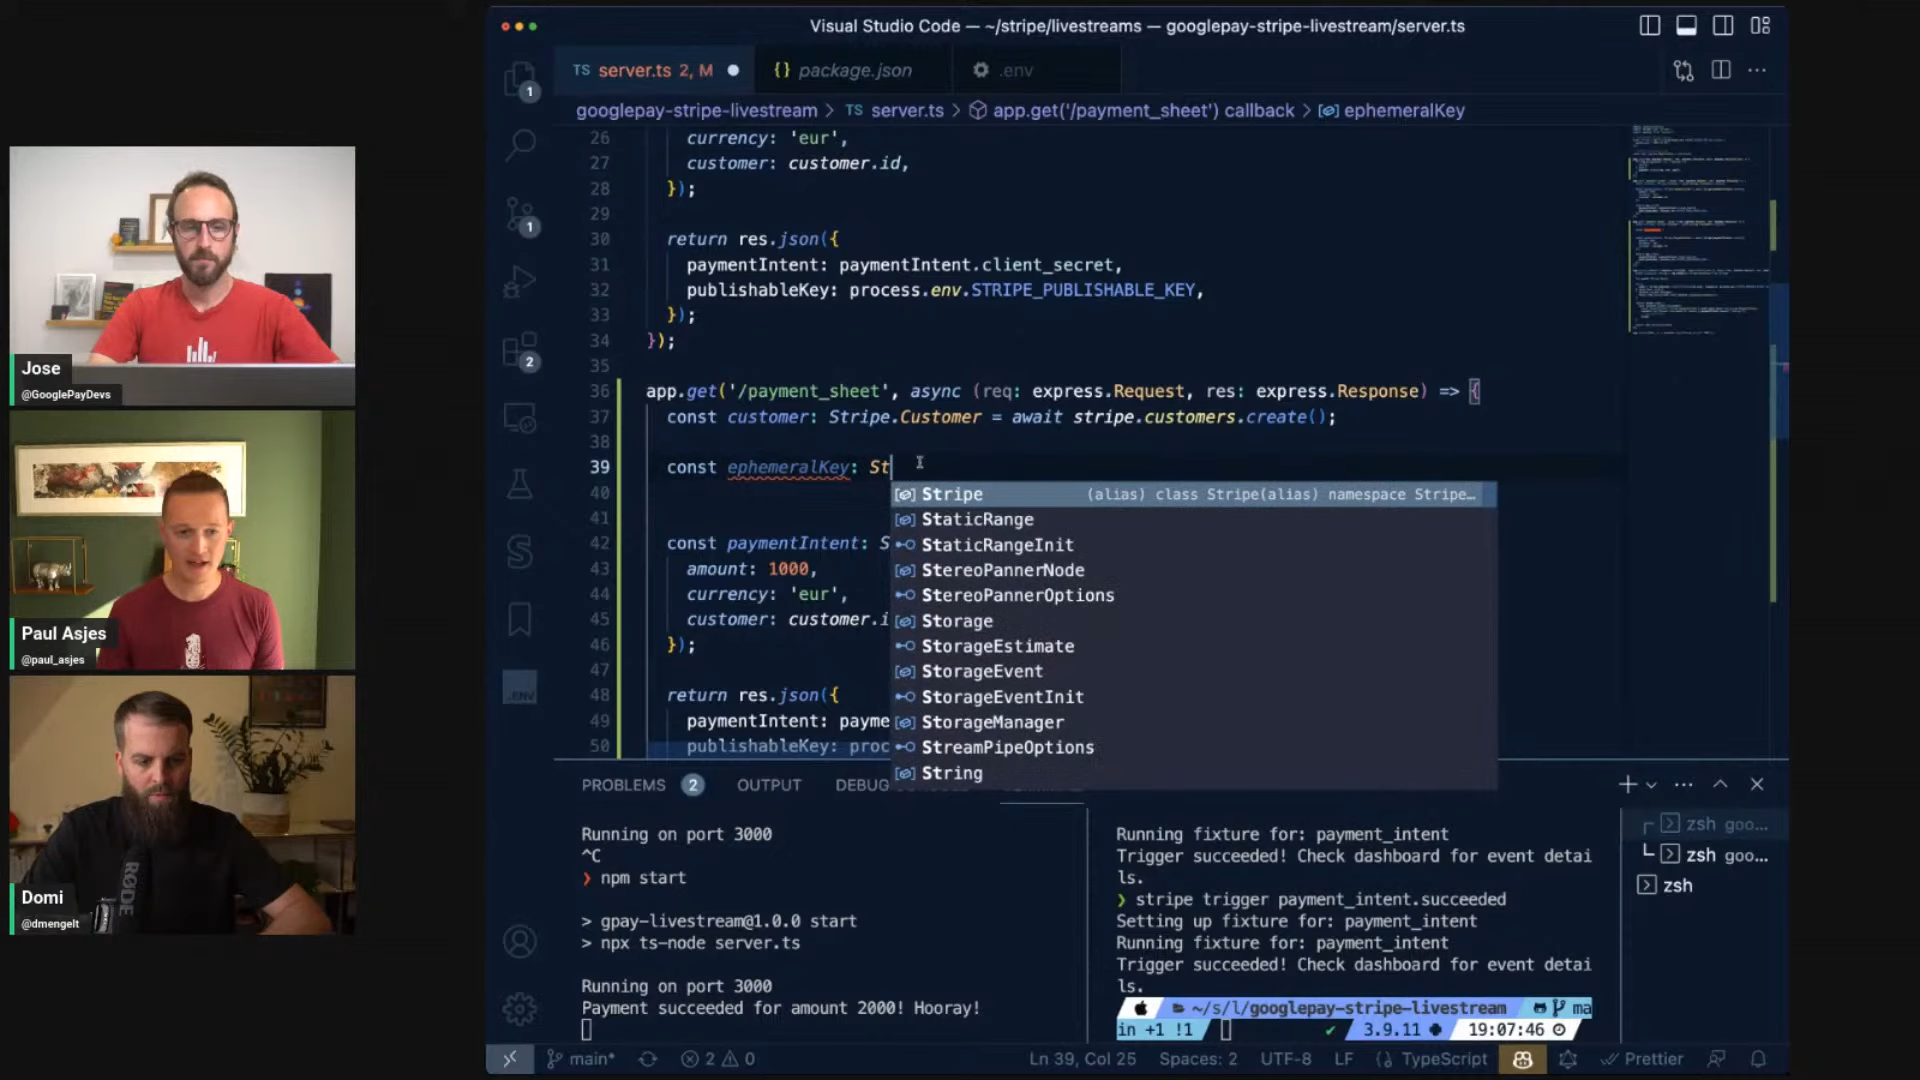 Visual Studio Code — ~/stripe/livestreams — googlepay-stripe-livestream/server.ts
TS server.ts 2, M
{} package.json
.env
1
googlepay-stripe-livestream > TS server.ts > app.get('/payment_sheet') callback > ephemeralKey
26 currency: 'eur',
27 customer: customer.id,
28 });
29
30 return res.json({
31 paymentIntent: paymentIntent.client_secret,
32 publishableKey: process.env.STRIPE_PUBLISHABLE_KEY,
33 });
34 });
35
36 app.get('/payment_sheet', async (req: express.Request, res: express.Response) => {
37 const customer: Stripe.Customer = await stripe.customers.create();
38
39 const ephemeralKey: St
40
41
42 const paymentIntent: S
43 amount: 1000,
44 currency: 'eur',
45 customer: customer.i
46 });
47
48 return res.json({
49 paymentIntent: payme
50 publishableKey: proc
Stripe (alias) class Stripe(alias) namespace Stripe…
StaticRange
StaticRangeInit
StereoPannerNode
StereoPannerOptions
Storage
StorageEstimate
StorageEvent
StorageEventInit
StorageManager
StreamPipeOptions
String
1
2
.ENV
Jose
@GooglePayDevs
Paul Asjes
@paul_asjes
RØDE
Domi
@dmengelt
PROBLEMS 2 OUTPUT DEBUG
Running on port 3000
^C
❯ npm start
> gpay-livestream@1.0.0 start
> npx ts-node server.ts
Running on port 3000
Payment succeeded for amount 2000! Hooray!
Running fixture for: payment_intent
Trigger succeeded! Check dashboard for event detai
ls.
❯ stripe trigger payment_intent.succeeded
Setting up fixture for: payment_intent
Running fixture for: payment_intent
Trigger succeeded! Check dashboard for event detai
ls.
~/s/l/googlepay-stripe-livestream ma
in +1 !1 ✓ 3.9.11 19:07:46
zsh goo...
zsh goo...
zsh
main* 2 0 Ln 39, Col 25 Spaces: 2 UTF-8 LF TypeScript Prettier